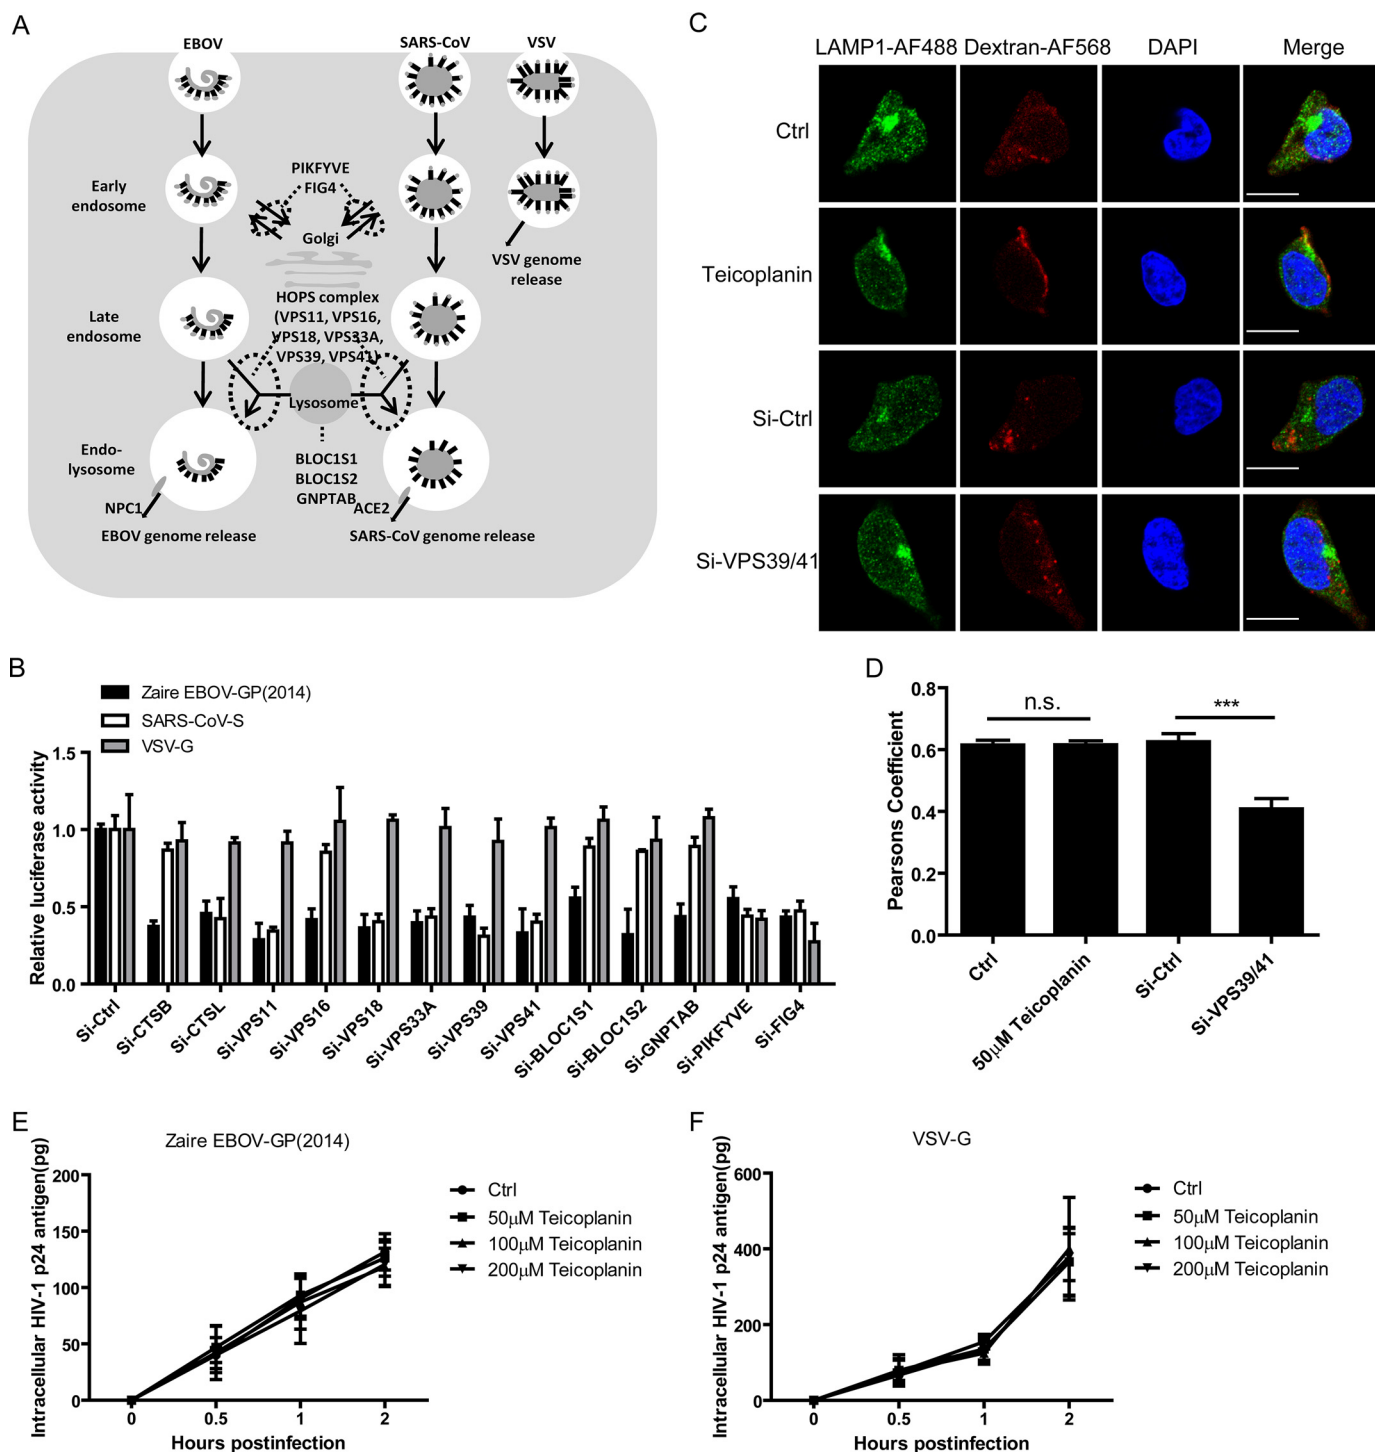 A
EBOV
SARS-CoV
VSV
Early
endosome
PIKFYVE
FIG4
Golgi
VSV genome
release
Late
endosome
HOPS complex
(VPS11, VPS16,
VPS18, VPS33A,
VPS39, VPS41)
Lysosome
Endo-
lysosome
BLOC1S1
BLOC1S2
GNPTAB
NPC1
ACE2
EBOV genome release
SARS-CoV genome release
C
LAMP1-AF488 Dextran-AF568 DAPI Merge
Ctrl
Teicoplanin
Si-Ctrl
Si-VPS39/41
B
Zaire EBOV-GP(2014)
SARS-CoV-S
VSV-G
Relative luciferase activity
1.5
1.0
0.5
0.0
Si-Ctrl
Si-CTSB
Si-CTSL
Si-VPS11
Si-VPS16
Si-VPS18
Si-VPS33A
Si-VPS39
Si-VPS41
Si-BLOC1S1
Si-BLOC1S2
Si-GNPTAB
Si-PIKFYVE
Si-FIG4
D
Pearsons Coefficient
0.8
0.6
0.4
0.2
0.0
n.s.
***
Ctrl
50μM Teicoplanin
Si-Ctrl
Si-VPS39/41
E
Zaire EBOV-GP(2014)
Intracellular HIV-1 p24 antigen(pg)
200
150
100
50
0
0 0.5 1 2
Hours postinfection
Ctrl
50μM Teicoplanin
100μM Teicoplanin
200μM Teicoplanin
F
VSV-G
Intracellular HIV-1 p24 antigen(pg)
600
400
200
0
0 0.5 1 2
Hours postinfection
Ctrl
50μM Teicoplanin
100μM Teicoplanin
200μM Teicoplanin